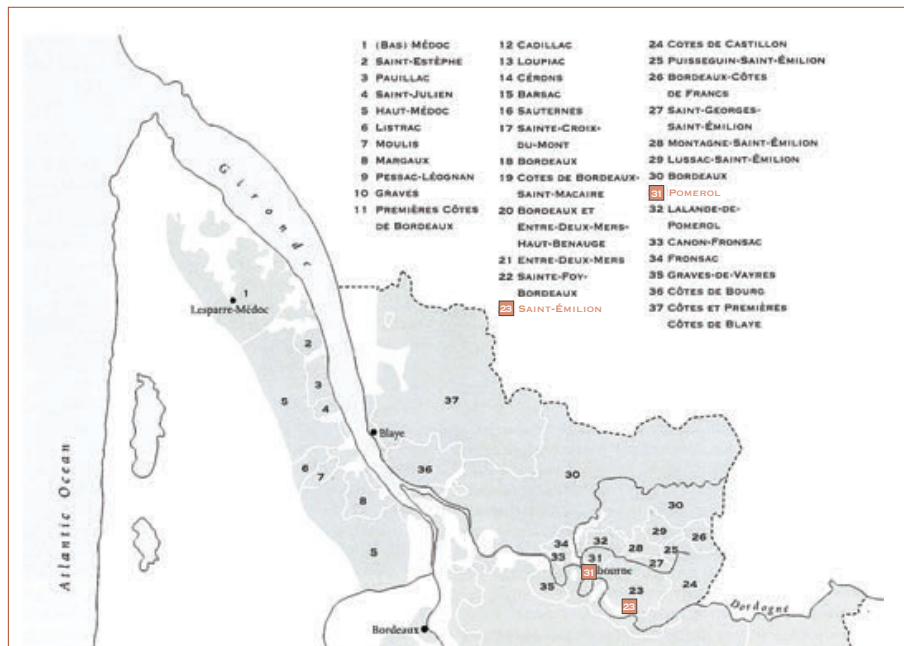 1 (BAS) MÉDOC
2 SAINT-ESTÈPHE
3 PAUILLAC
4 SAINT-JULIEN
5 HAUT-MÉDOC
6 LISTRAC
7 MOULIS
8 MARGAUX
9 PESSAC-LÉOGNAN
10 GRAVES
11 PREMIÈRES CÔTES
DE BORDEAUX
12 CADILLAC
13 LOUPIAC
14 CÉRONS
15 BARSAC
16 SAUTERNES
17 SAINTE-CROIX-
DU-MONT
18 BORDEAUX
19 COTES DE BORDEAUX-
SAINT-MACAIRE
20 BORDEAUX ET
ENTRE-DEUX-MERS-
HAUT-BENAUGE
21 ENTRE-DEUX-MERS
22 SAINTE-FOY-
BORDEAUX
23 SAINT-ÉMILION
24 COTES DE CASTILLON
25 PUISSEGUIN-SAINT-ÉMILION
26 BORDEAUX-CÔTES
DE FRANCS
27 SAINT-GEORGES-
SAINT-ÉMILION
28 MONTAGNE-SAINT-ÉMILION
29 LUSSAC-SAINT-ÉMILION
30 BORDEAUX
31 POMEROL
32 LALANDE-DE-
POMEROL
33 CANON-FRONSAC
34 FRONSAC
35 GRAVES-DE-VAYRES
36 CÔTES DE BOURG
37 CÔTES ET PREMIÈRES
CÔTES DE BLAYE
Gironde
1
Lesparre-Médoc
2
3
4
5
37
Blaye
6
7
36
8
30
30
29
26
34
32
28
25
33
31
27
5
35
31
bourne
24
23
23
Dordogne
Bordeaux
Atlantic Ocean